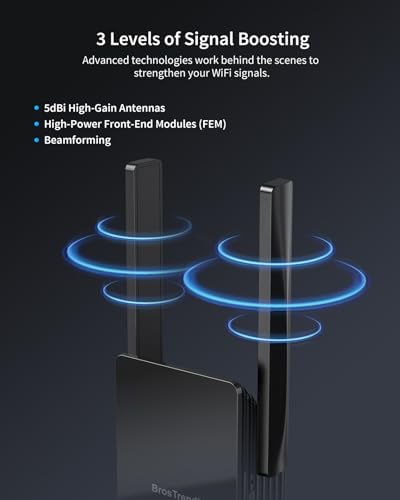 3 Levels of Signal Boosting
Advanced technologies work behind the scenes to
strengthen your WiFi signals.
5dBi High-Gain Antennas
High-Power Front-End Modules (FEM)
Beamforming
BrosTrend